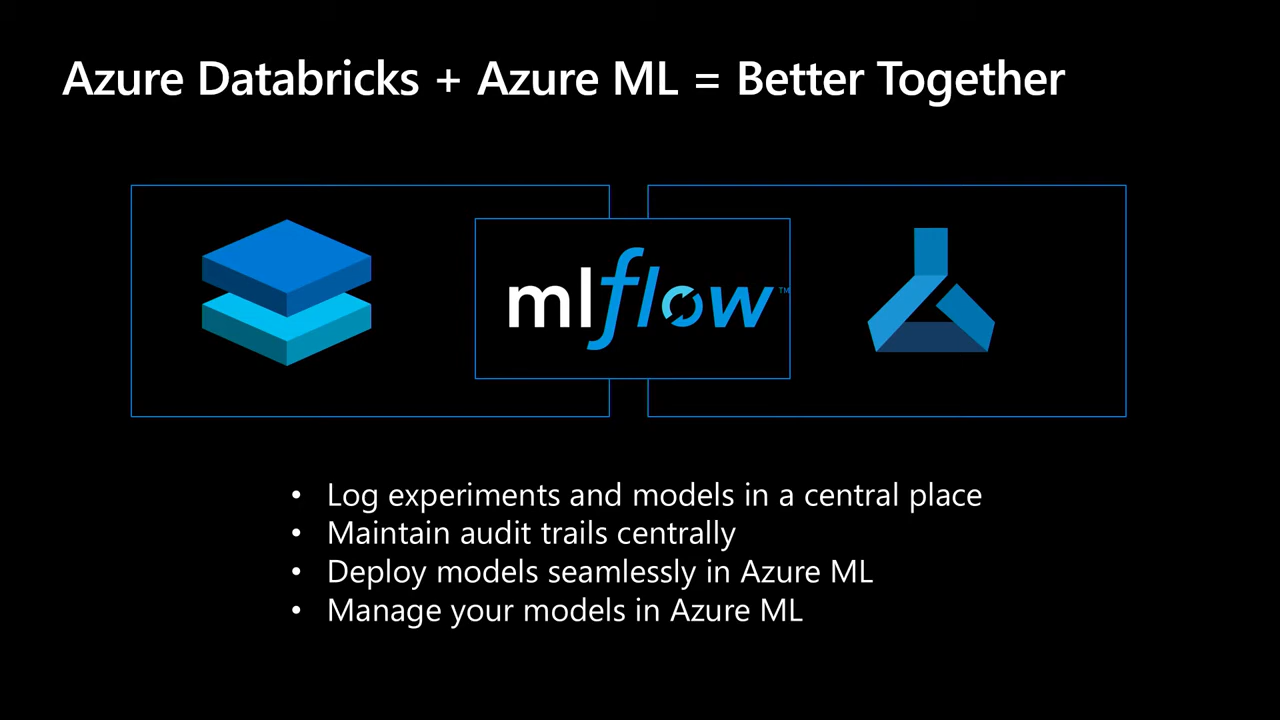 Azure Databricks + Azure ML = Better Together
mlflow™
• Log experiments and models in a central place
• Maintain audit trails centrally
• Deploy models seamlessly in Azure ML
• Manage your models in Azure ML